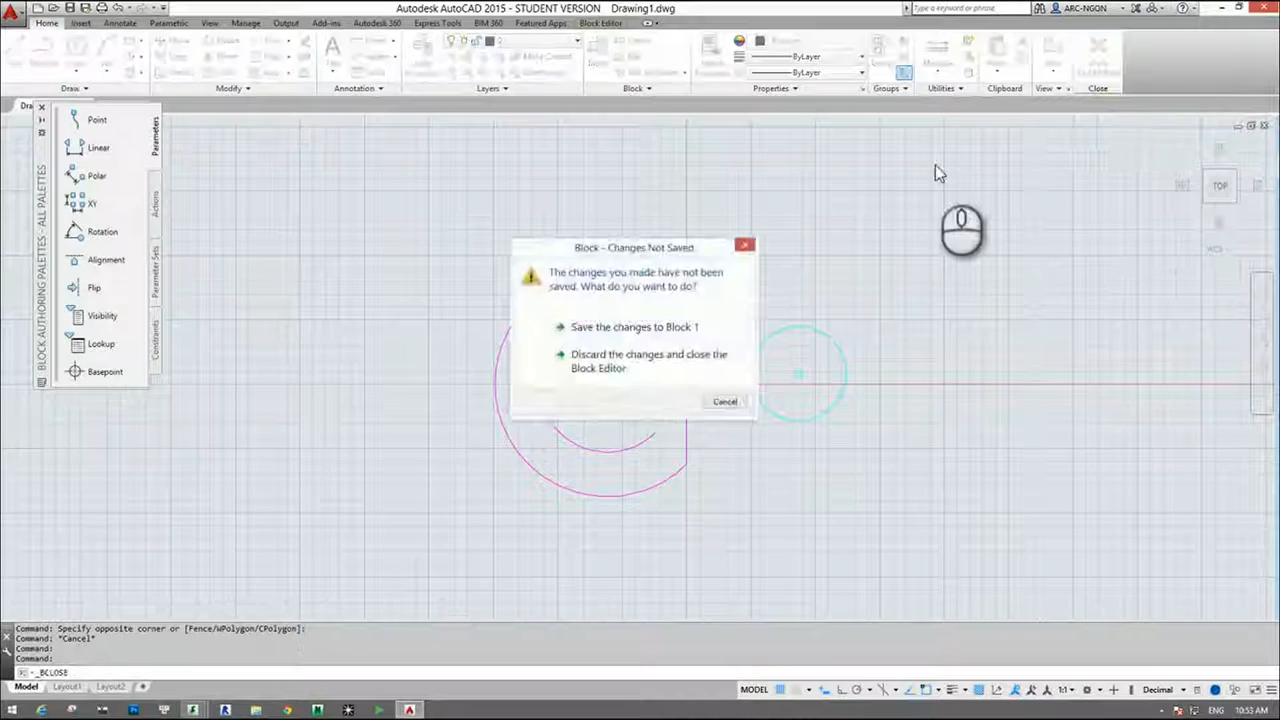 Autodesk AutoCAD 2015 - STUDENT VERSION Drawing1.dwg
Type a keyword or phrase
ARC-NGON
Home Insert Annotate Parametric View Manage Output Add-ins Autodesk 360 Express Tools BIM 360 Featured Apps Block Editor
ByLayer
ByLayer
Draw Modify Annotation Layers Block Properties Groups Utilities Clipboard View Close
BLOCK AUTHORING PALETTES - ALL PALETTES
Point
Linear
Polar
XY
Rotation
Alignment
Flip
Visibility
Lookup
Basepoint
Parameters
Actions
Parameter Sets
Constraints
TOP
Block - Changes Not Saved
The changes you made have not been
saved. What do you want to do?
Save the changes to Block 1
Discard the changes and close the
Block Editor
Cancel
Command: Specify opposite corner or [Fence/WPolygon/CPolygon]:
Command: *Cancel*
Command:
Command:
_BCLOSE
Model Layout1 Layout2
MODEL
1:1
Decimal
ENG 10:53 AM